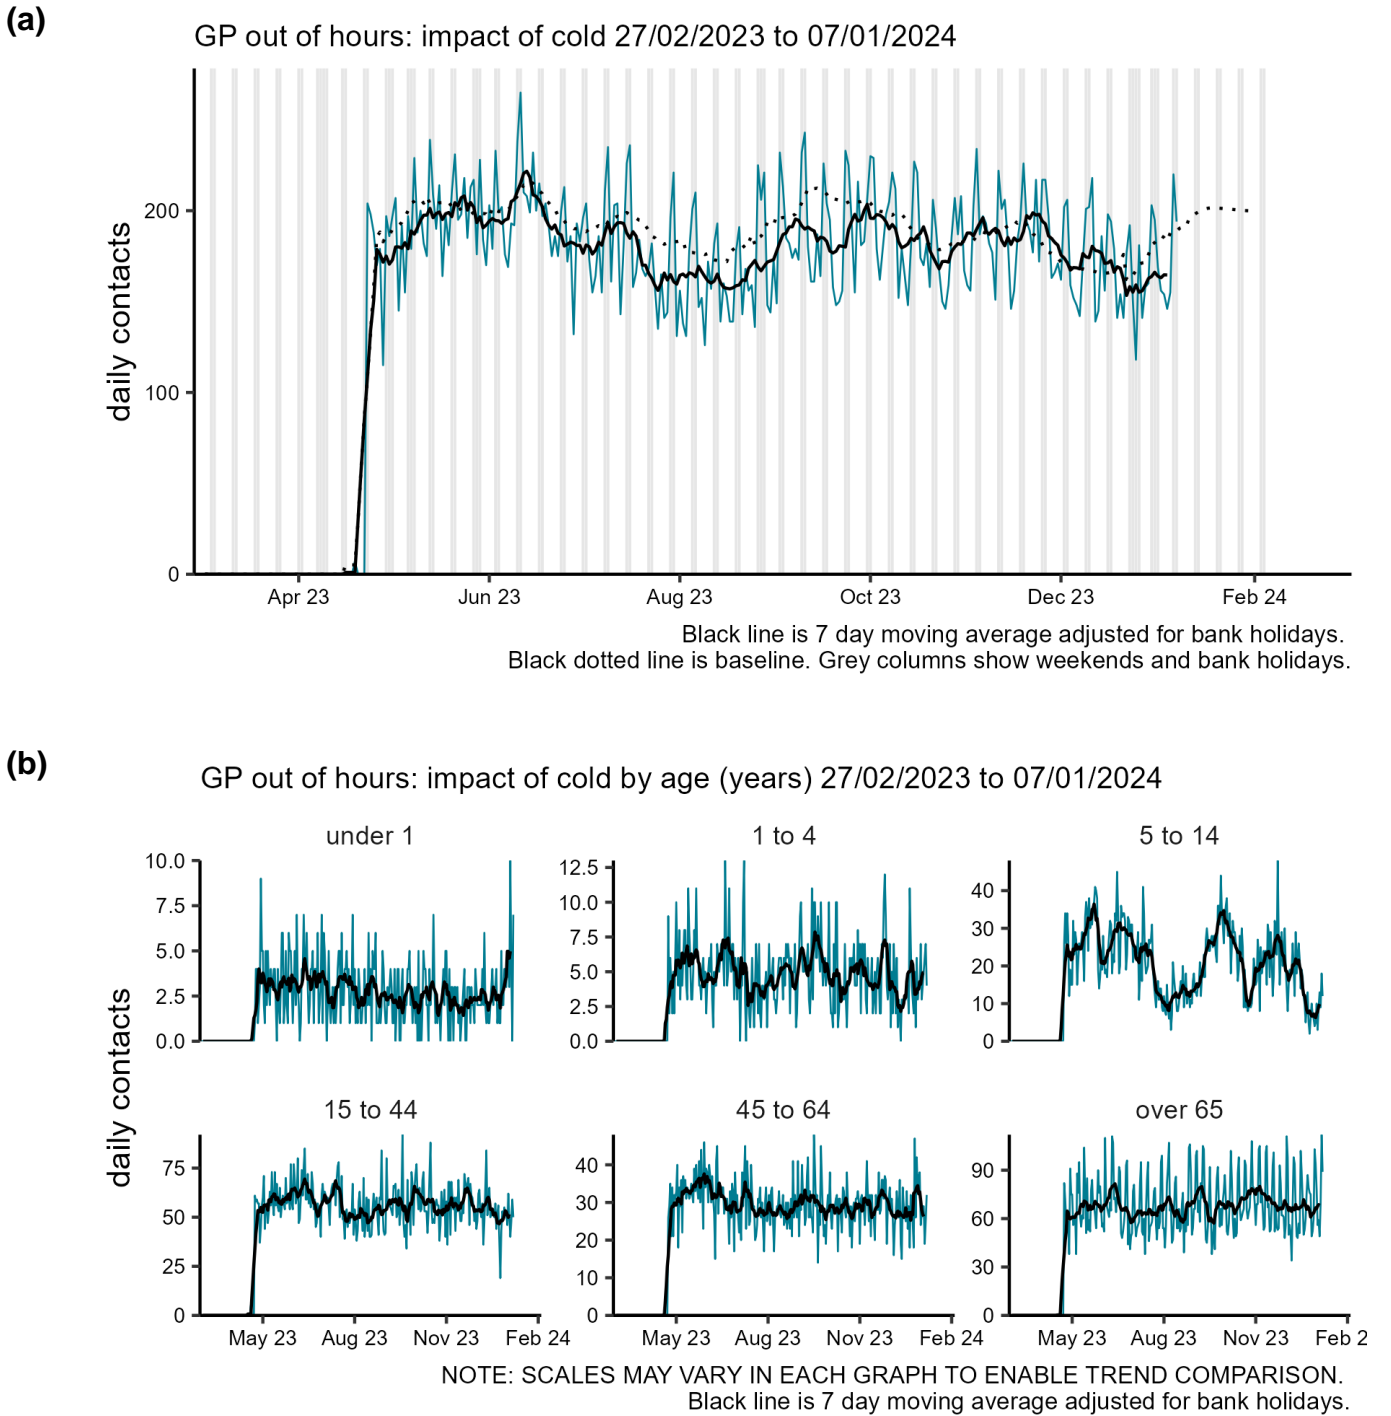 (a)
GP out of hours: impact of cold 27/02/2023 to 07/01/2024
daily contacts
200
100
0
Apr 23 Jun 23 Aug 23 Oct 23 Dec 23 Feb 24
Black line is 7 day moving average adjusted for bank holidays.
Black dotted line is baseline. Grey columns show weekends and bank holidays.
(b)
GP out of hours: impact of cold by age (years) 27/02/2023 to 07/01/2024
daily contacts
under 1
10.0
7.5
5.0
2.5
0.0
1 to 4
12.5
10.0
7.5
5.0
2.5
0.0
5 to 14
40
30
20
10
0
15 to 44
75
50
25
0
May 23 Aug 23 Nov 23 Feb 24
45 to 64
40
30
20
10
0
May 23 Aug 23 Nov 23 Feb 24
over 65
90
60
30
0
May 23 Aug 23 Nov 23 Feb 2
NOTE: SCALES MAY VARY IN EACH GRAPH TO ENABLE TREND COMPARISON.
Black line is 7 day moving average adjusted for bank holidays.